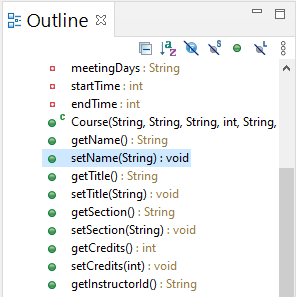 Outline
meetingDays : String
startTime : int
endTime : int
Course(String, String, String, int, String,
getName() : String
setName(String) : void
getTitle() : String
setTitle(String) : void
getSection() : String
setSection(String) : void
getCredits() : int
setCredits(int) : void
getInstructorId() : String